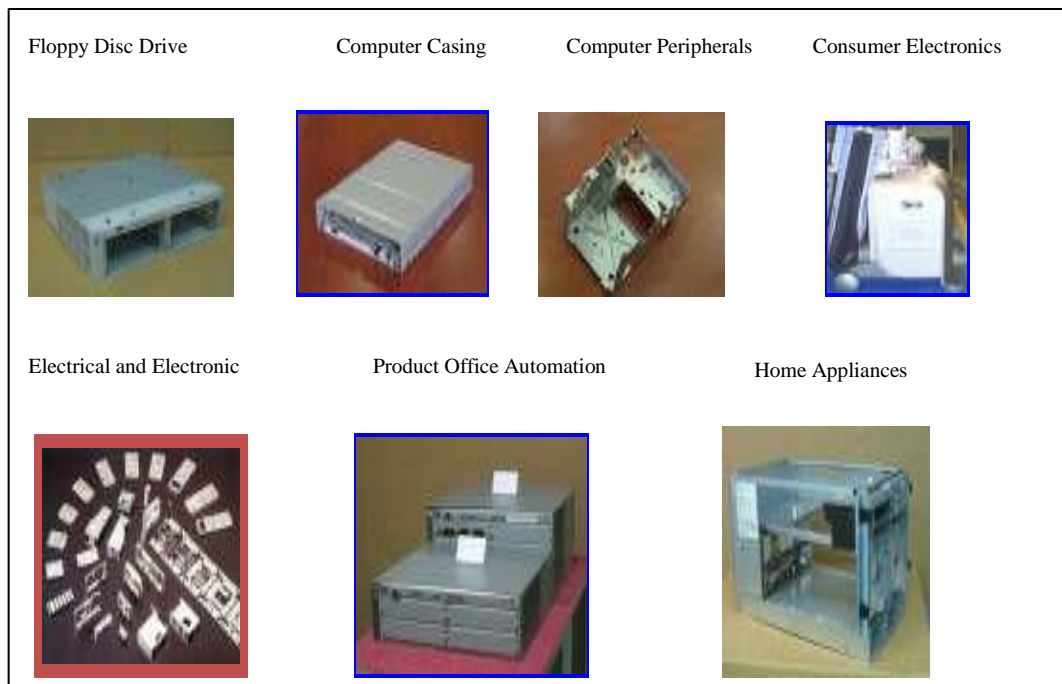 Floppy Disc Drive
Computer Casing
Computer Peripherals
Consumer Electronics
Electrical and Electronic
Product Office Automation
Home Appliances